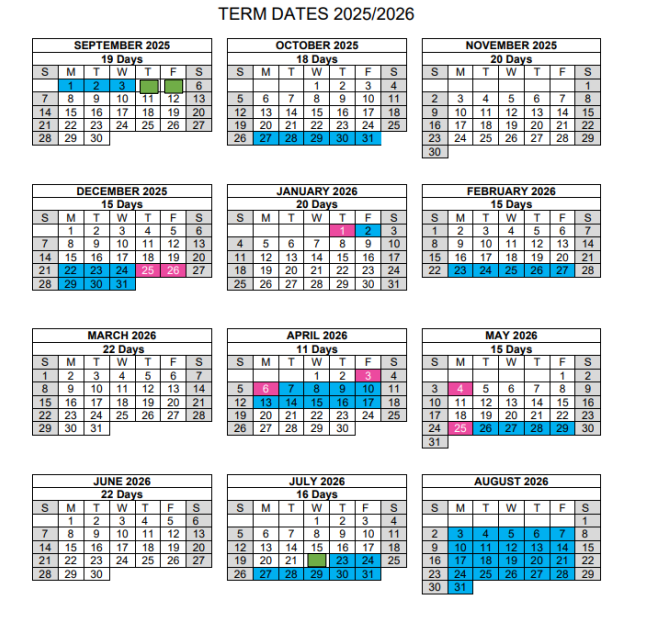 TERM DATES 2025/2026
SEPTEMBER 2025
19 Days
S M T W T F S
1 2 3 6
7 8 9 10 11 12 13
14 15 16 17 18 19 20
21 22 23 24 25 26 27
28 29 30
OCTOBER 2025
18 Days
S M T W T F S
1 2 3 4
5 6 7 8 9 10 11
12 13 14 15 16 17 18
19 20 21 22 23 24 25
26 27 28 29 30 31
NOVEMBER 2025
20 Days
S M T W T F S
1
2 3 4 5 6 7 8
9 10 11 12 13 14 15
16 17 18 19 20 21 22
23 24 25 26 27 28 29
30
DECEMBER 2025
15 Days
S M T W T F S
1 2 3 4 5 6
7 8 9 10 11 12 13
14 15 16 17 18 19 20
21 22 23 24 25 26 27
28 29 30 31
JANUARY 2026
20 Days
S M T W T F S
1 2 3
4 5 6 7 8 9 10
11 12 13 14 15 16 17
18 19 20 21 22 23 24
25 26 27 28 29 30 31
FEBRUARY 2026
15 Days
S M T W T F S
1 2 3 4 5 6 7
8 9 10 11 12 13 14
15 16 17 18 19 20 21
22 23 24 25 26 27 28
MARCH 2026
22 Days
S M T W T F S
1 2 3 4 5 6 7
8 9 10 11 12 13 14
15 16 17 18 19 20 21
22 23 24 25 26 27 28
29 30 31
APRIL 2026
11 Days
S M T W T F S
1 2 3 4
5 6 7 8 9 10 11
12 13 14 15 16 17 18
19 20 21 22 23 24 25
26 27 28 29 30
MAY 2026
15 Days
S M T W T F S
1 2
3 4 5 6 7 8 9
10 11 12 13 14 15 16
17 18 19 20 21 22 23
24 25 26 27 28 29 30
31
JUNE 2026
22 Days
S M T W T F S
1 2 3 4 5 6
7 8 9 10 11 12 13
14 15 16 17 18 19 20
21 22 23 24 25 26 27
28 29 30
JULY 2026
16 Days
S M T W T F S
1 2 3 4
5 6 7 8 9 10 11
12 13 14 15 16 17 18
19 20 21 23 24 25
26 27 28 29 30 31
AUGUST 2026
S M T W T F S
1
2 3 4 5 6 7 8
9 10 11 12 13 14 15
16 17 18 19 20 21 22
23 24 25 26 27 28 29
30 31